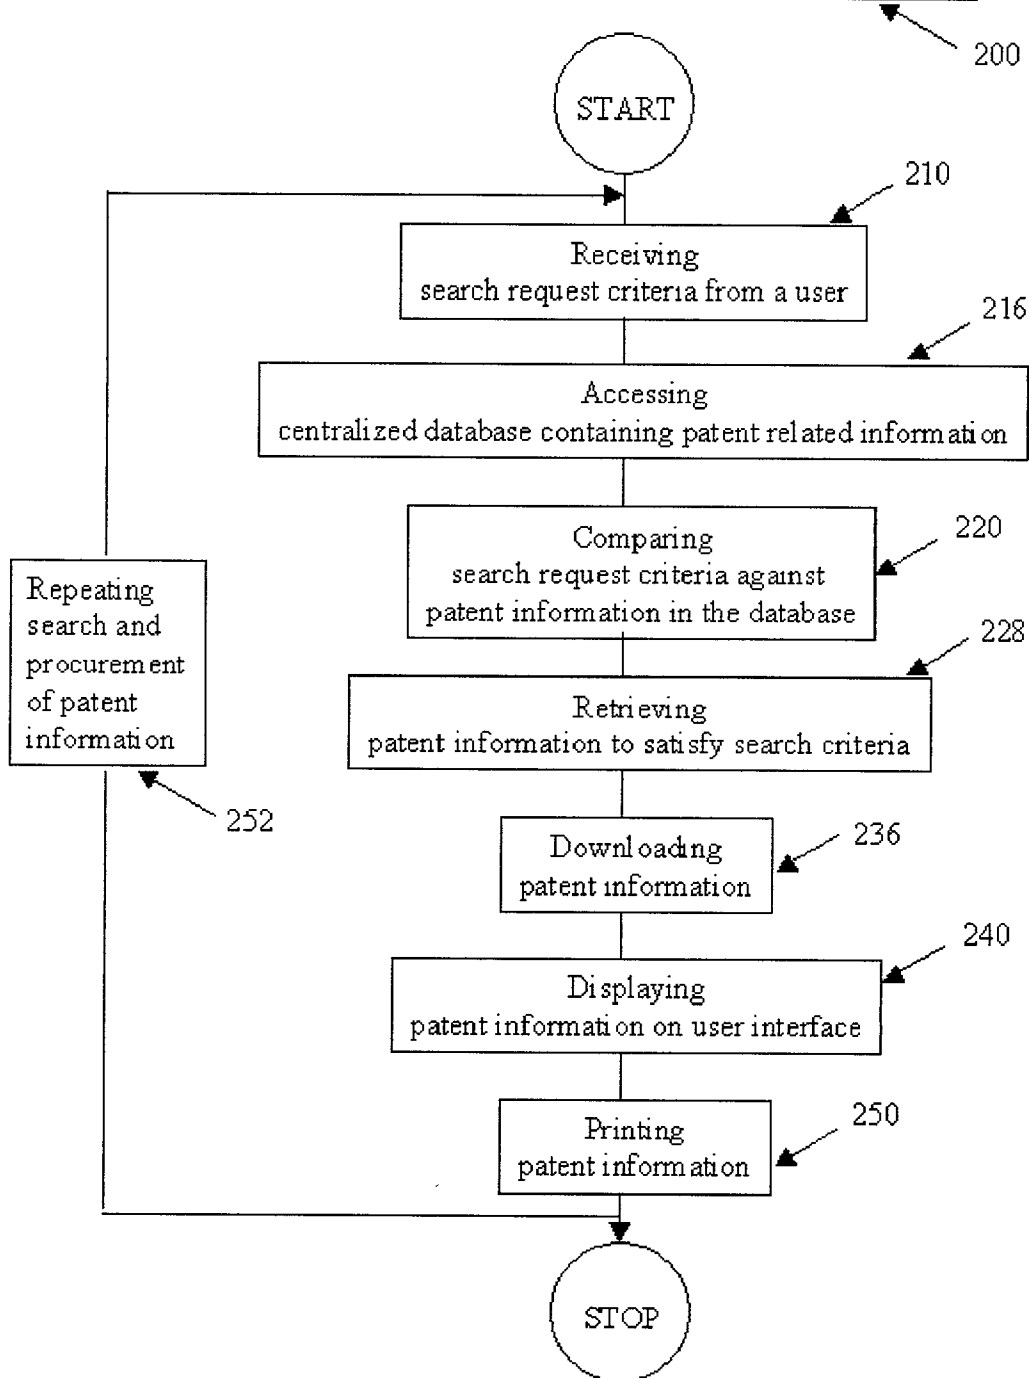 200
START
210
Receiving
search request criteria from a user
216
Accessing
centralized database containing patent related information
220
Comparing
search request criteria against
patent information in the database
Repeating
search and
procurement
of patent
information
252
228
Retrieving
patent information to satisfy search criteria
236
Downloading
patent information
240
Displaying
patent information on user interface
250
Printing
patent information
STOP